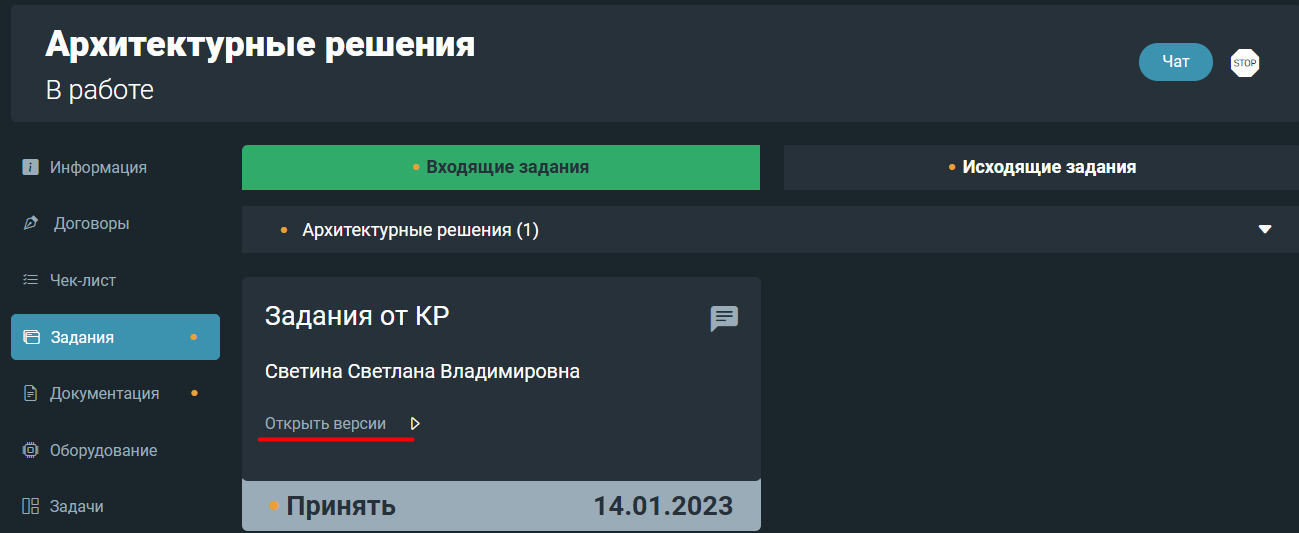 Архитектурные решения
В работе
Чат
STOP
Информация
Договоры
Чек-лист
Задания
Документация
Оборудование
Задачи
Входящие задания
Исходящие задания
Архитектурные решения (1)
Задания от КР
Светина Светлана Владимировна
Открыть версии
Принять 14.01.2023